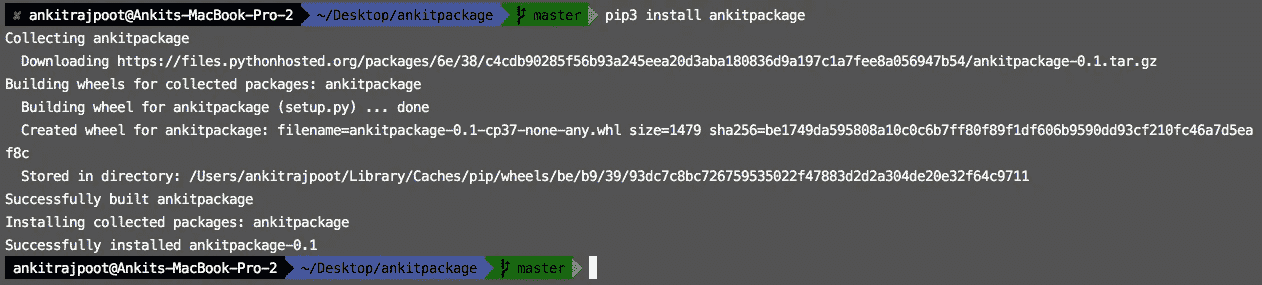 ✘ ankitrajpoot@Ankits-MacBook-Pro-2 ~/Desktop/ankitpackage master pip3 install ankitpackage
Collecting ankitpackage
Downloading https://files.pythonhosted.org/packages/6e/38/c4cdb90285f56b93a245eea20d3aba180836d9a197c1a7fee8a056947b54/ankitpackage-0.1.tar.gz
Building wheels for collected packages: ankitpackage
Building wheel for ankitpackage (setup.py) ... done
Created wheel for ankitpackage: filename=ankitpackage-0.1-cp37-none-any.whl size=1479 sha256=be1749da595808a10c0c6b7ff80f89f1df606b9590dd93cf210fc46a7d5ea
f8c
Stored in directory: /Users/ankitrajpoot/Library/Caches/pip/wheels/be/b9/39/93dc7c8bc726759535022f47883d2d2a304de20e32f64c9711
Successfully built ankitpackage
Installing collected packages: ankitpackage
Successfully installed ankitpackage-0.1
ankitrajpoot@Ankits-MacBook-Pro-2 ~/Desktop/ankitpackage master